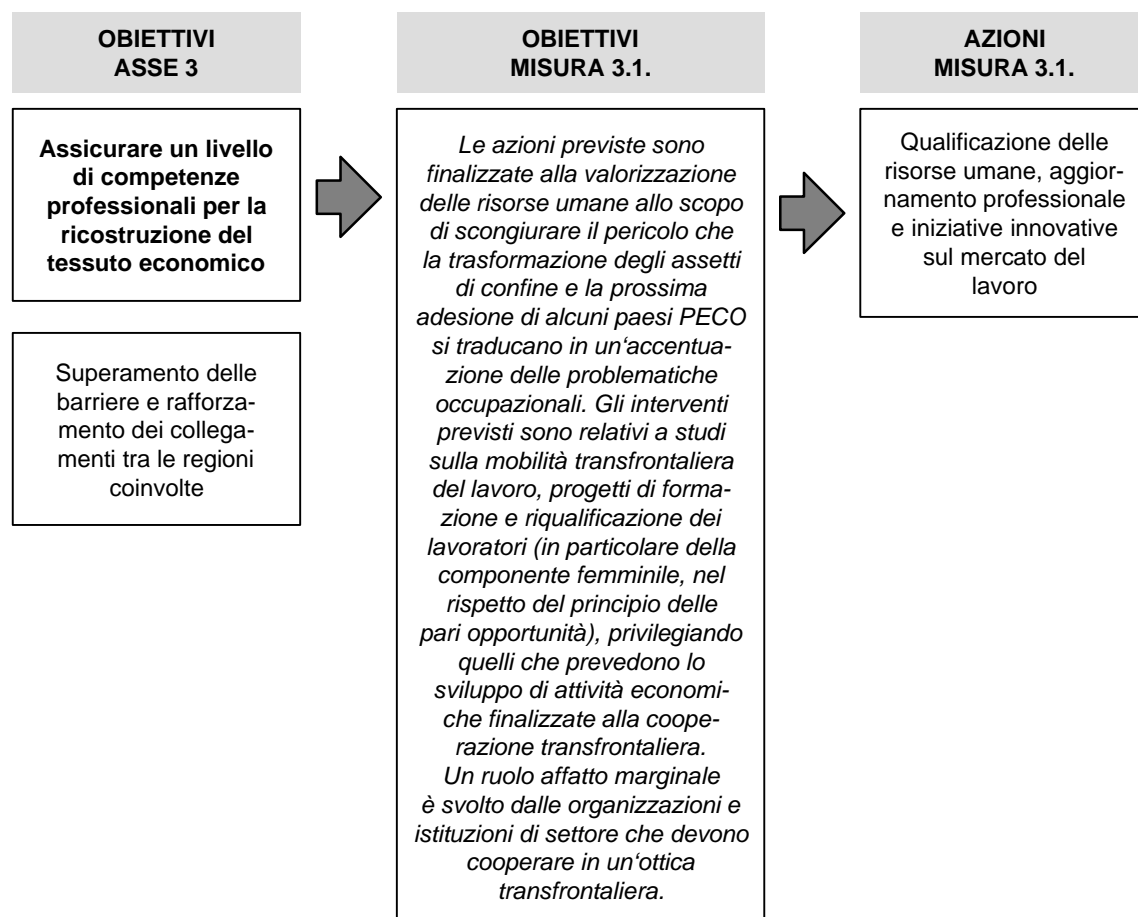 OBIETTIVI
ASSE 3
Assicurare un livello
di competenze
professionali per la
ricostruzione del
tessuto economico
Superamento delle
barriere e rafforza-
mento dei collega-
menti tra le regioni
coinvolte
OBIETTIVI
MISURA 3.1.
Le azioni previste sono
finalizzate alla valorizzazione
delle risorse umane allo scopo
di scongiurare il pericolo che
la trasformazione degli assetti
di confine e la prossima
adesione di alcuni paesi PECO
si traducano in un‘accentua-
zione delle problematiche
occupazionali. Gli interventi
previsti sono relativi a studi
sulla mobilità transfrontaliera
del lavoro, progetti di forma-
zione e riqualificazione dei
lavoratori (in particolare della
componente femminile, nel
rispetto del principio delle
pari opportunità), privilegiando
quelli che prevedono lo
sviluppo di attività economi-
che finalizzate alla coope-
razione transfrontaliera.
Un ruolo affatto marginale
è svolto dalle organizzazioni e
istituzioni di settore che devono
cooperare in un‘ottica
transfrontaliera.
AZIONI
MISURA 3.1.
Qualificazione delle
risorse umane, aggior-
namento professionale
e iniziative innovative
sul mercato del
lavoro